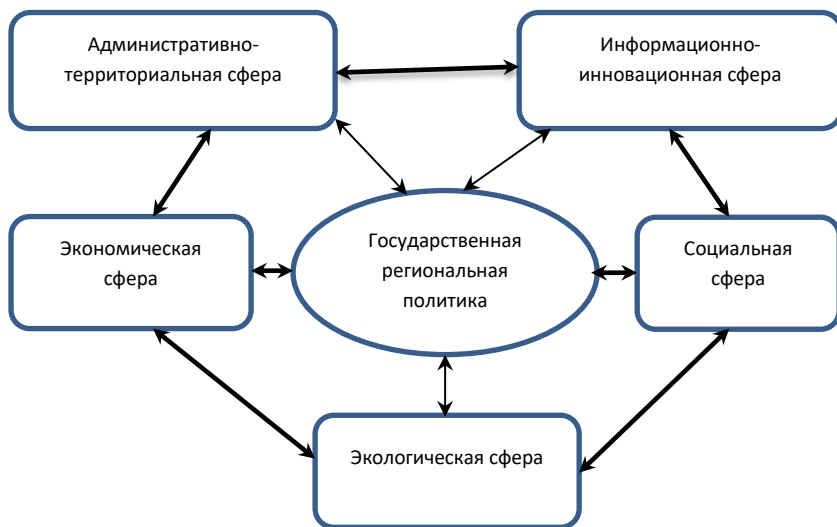 Административно-
территориальная сфера
Информационно-
инновационная сфера
Экономическая
сфера
Государственная
региональная
политика
Социальная
сфера
Экологическая сфера